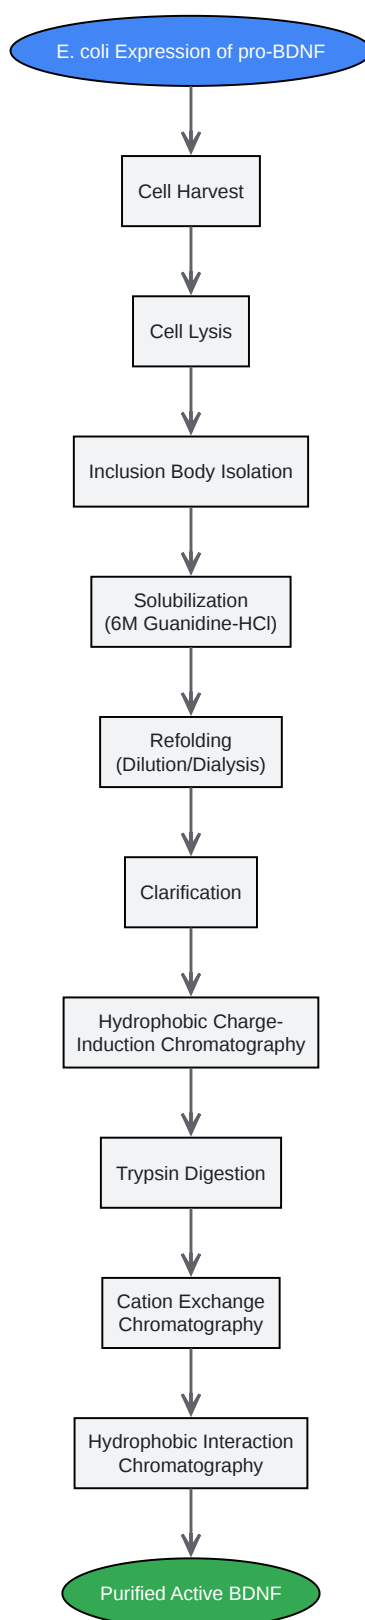 E. coli Expression of pro-BDNF
Cell Harvest
Cell Lysis
Inclusion Body Isolation
Solubilization
(6M Guanidine-HCl)
Refolding
(Dilution/Dialysis)
Clarification
Hydrophobic Charge-
Induction Chromatography
Trypsin Digestion
Cation Exchange
Chromatography
Hydrophobic Interaction
Chromatography
Purified Active BDNF